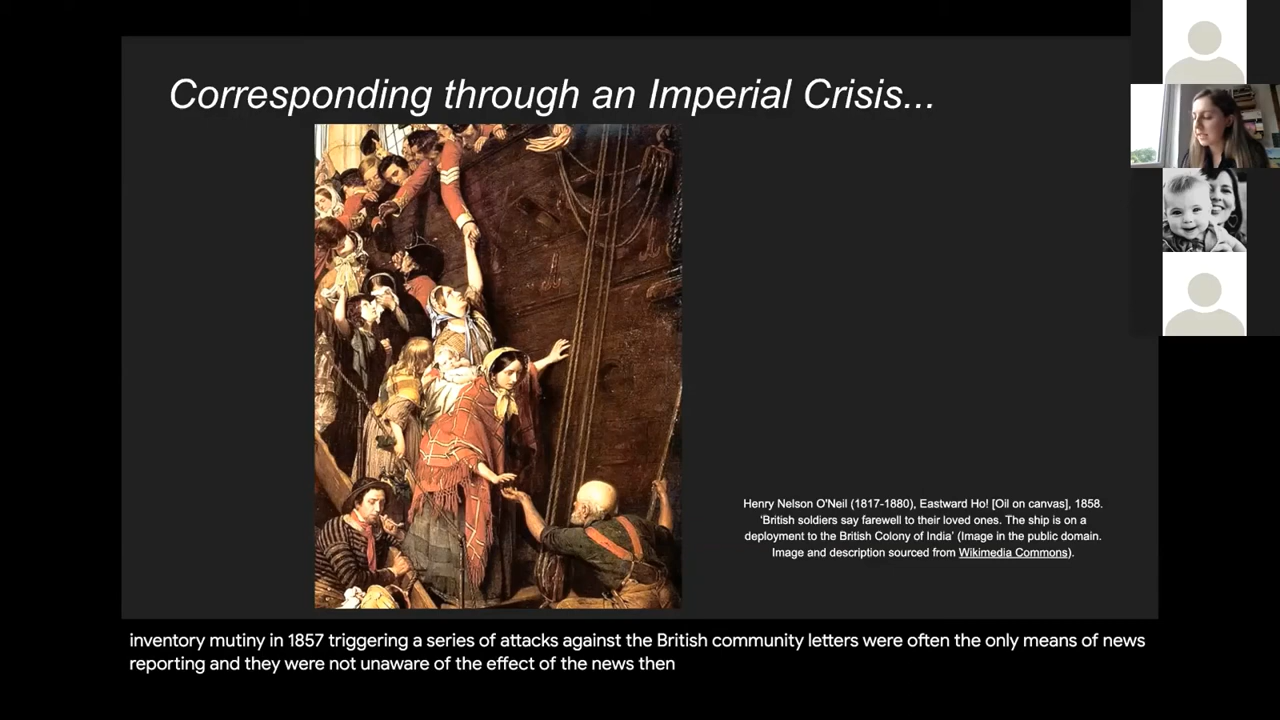 Corresponding through an Imperial Crisis...
Henry Nelson O'Neil (1817-1880), Eastward Ho! [Oil on canvas], 1858.
'British soldiers say farewell to their loved ones. The ship is on a
deployment to the British Colony of India' (Image in the public domain.
Image and description sourced from Wikimedia Commons).
inventory mutiny in 1857 triggering a series of attacks against the British community letters were often the only means of news
reporting and they were not unaware of the effect of the news then